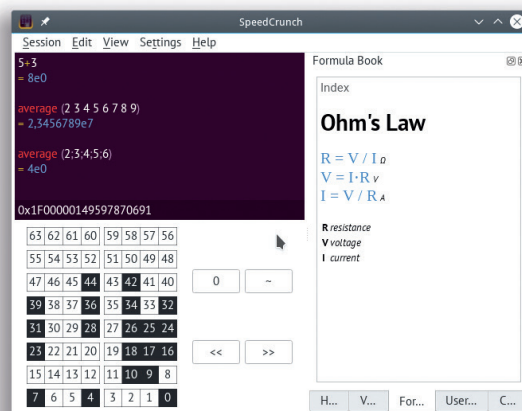 SpeedCrunch
Session Edit View Settings Help
5+3
= 8e0
average (2 3 4 5 6 7 8 9)
= 2,3456789e7
average (2;3;4;5;6)
= 4e0
0x1F00000149597870691
63 62 61 60 59 58 57 56
55 54 53 52 51 50 49 48
47 46 45 44 43 42 41 40
39 38 37 36 35 34 33 32
31 30 29 28 27 26 25 24
23 22 21 20 19 18 17 16
15 14 13 12 11 10 9 8
7 6 5 4 3 2 1 0
0 ~
<< >>
Formula Book
Index
Ohm's Law
R = V / I Ω
V = I·R V
I = V / R A
R resistance
V voltage
I current
H... V... For... User... C...